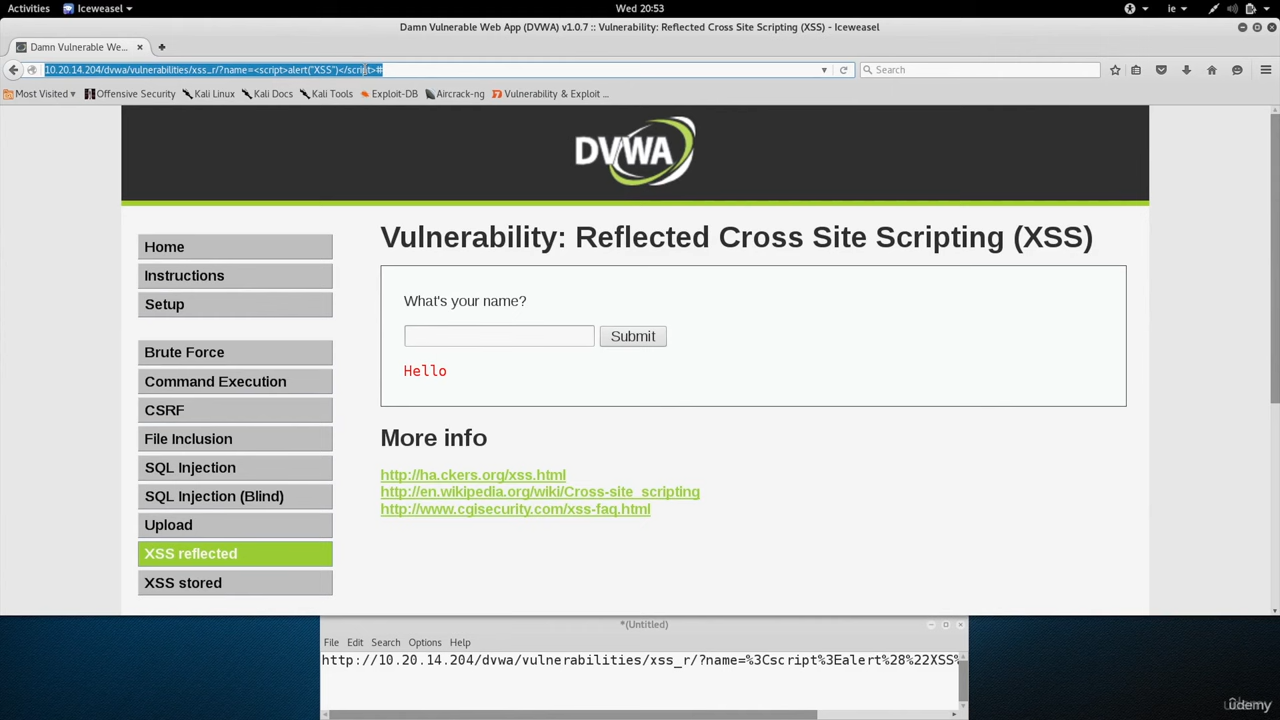 Activities Iceweasel Wed 20:53 ie
Damn Vulnerable Web App (DVWA) v1.0.7 :: Vulnerability: Reflected Cross Site Scripting (XSS) - Iceweasel
Damn Vulnerable We...
10.20.14.204/dvwa/vulnerabilities/xss_r/?name=<script>alert("XSS")</script>#
Search
Most Visited Offensive Security Kali Linux Kali Docs Kali Tools Exploit-DB Aircrack-ng Vulnerability & Exploit ...
DVWA
Home
Instructions
Setup
Brute Force
Command Execution
CSRF
File Inclusion
SQL Injection
SQL Injection (Blind)
Upload
XSS reflected
XSS stored
Vulnerability: Reflected Cross Site Scripting (XSS)
What's your name?
Submit
Hello
More info
http://ha.ckers.org/xss.html
http://en.wikipedia.org/wiki/Cross-site_scripting
http://www.cgisecurity.com/xss-faq.html
*(Untitled)
File Edit Search Options Help
http://10.20.14.204/dvwa/vulnerabilities/xss_r/?name=%3Cscript%3Ealert%28%22XSS%
udemy